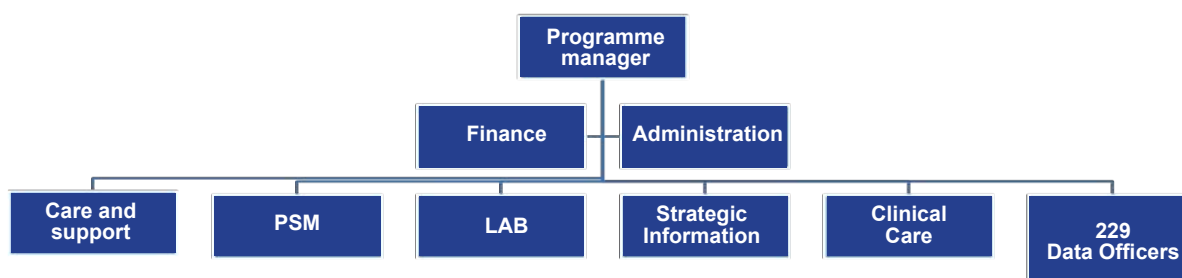 Programme
manager
Finance
Administration
Care and
support
PSM
LAB
Strategic
Information
Clinical
Care
229
Data Officers